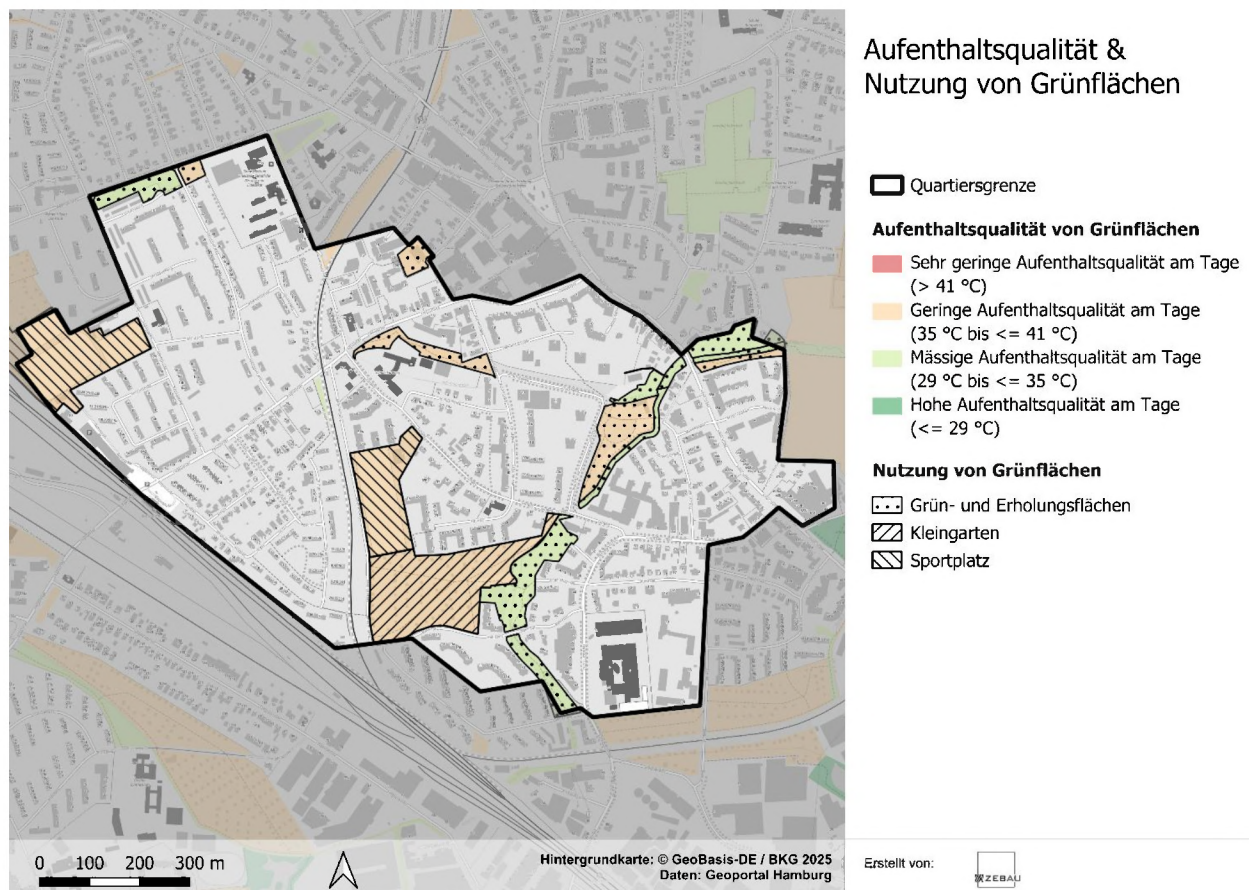 Aufenthaltsqualität &
Nutzung von Grünflächen
Quartiersgrenze
Aufenthaltsqualität von Grünflächen
Sehr geringe Aufenthaltsqualität am Tage
(> 41 °C)
Geringe Aufenthaltsqualität am Tage
(35 °C bis <= 41 °C)
Mässige Aufenthaltsqualität am Tage
(29 °C bis <= 35 °C)
Hohe Aufenthaltsqualität am Tage
(<= 29 °C)
Nutzung von Grünflächen
Grün- und Erholungsflächen
Kleingarten
Sportplatz
0 100 200 300 m
Hintergrundkarte: © GeoBasis-DE / BKG 2025
Daten: Geoportal Hamburg
Erstellt von:
ZEBAU